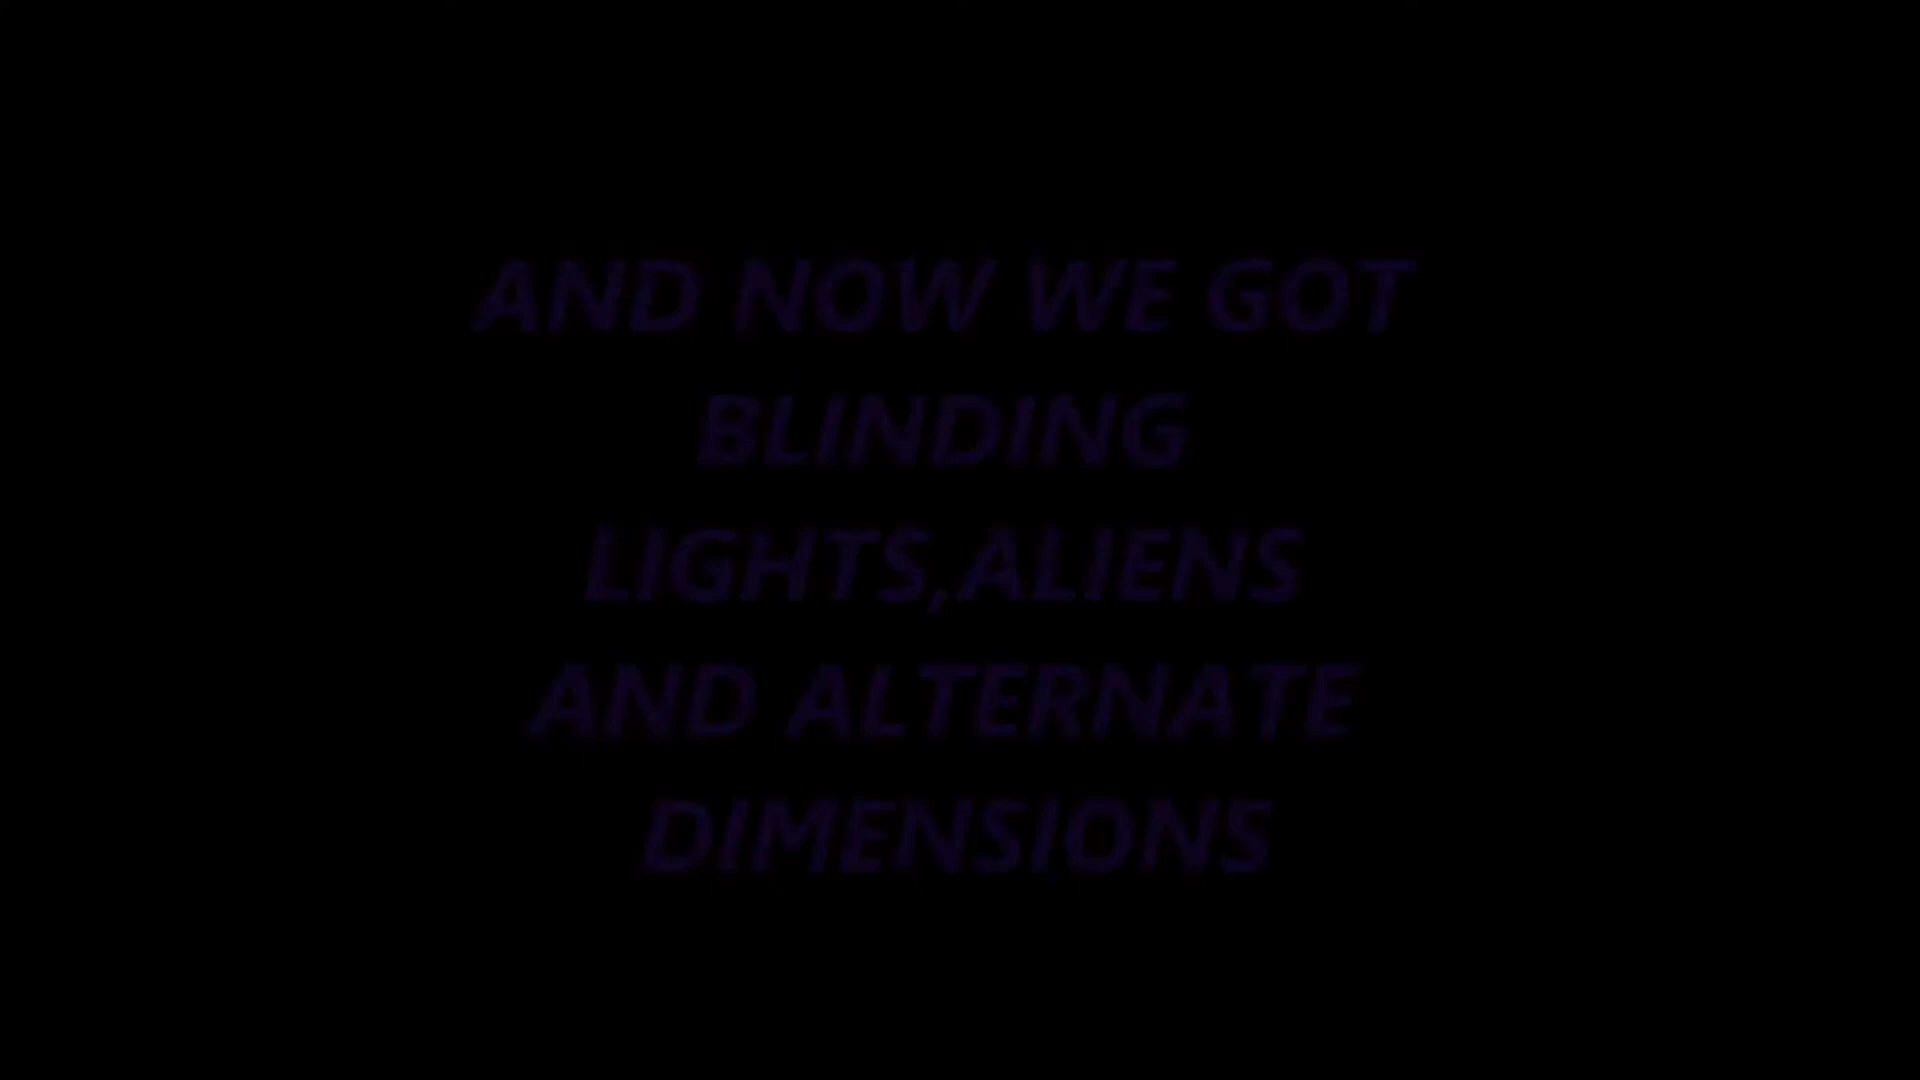 AND NOW WE GOT
BLINDING
LIGHTS,ALIENS
AND ALTERNATE
DIMENSIONS